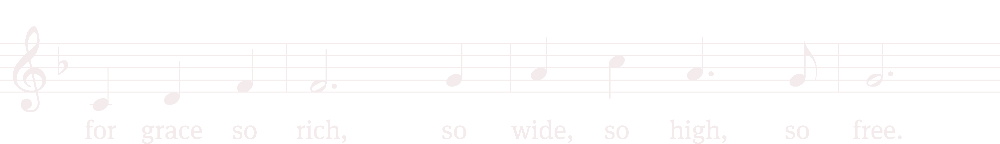 for grace so rich, so wide, so high, so free.